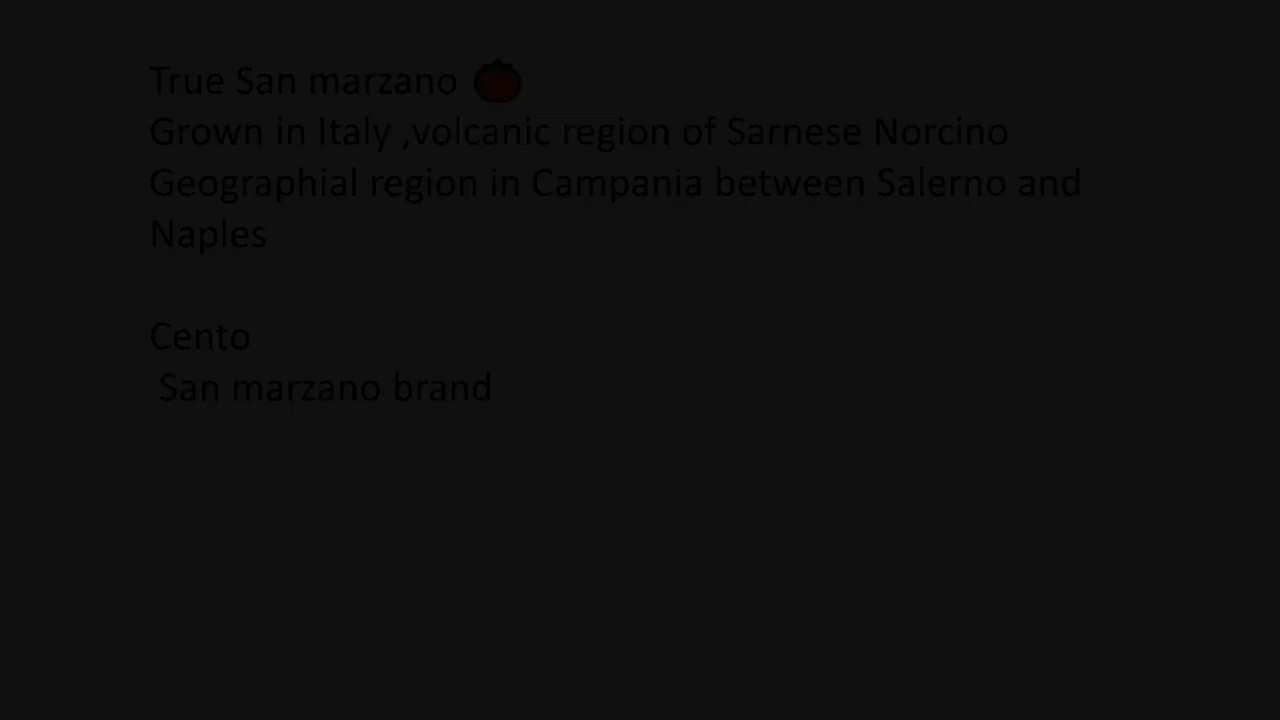 True San marzano 🍅
Grown in Italy ,volcanic region of Sarnese Norcino
Geographial region in Campania between Salerno and
Naples
Cento
San marzano brand